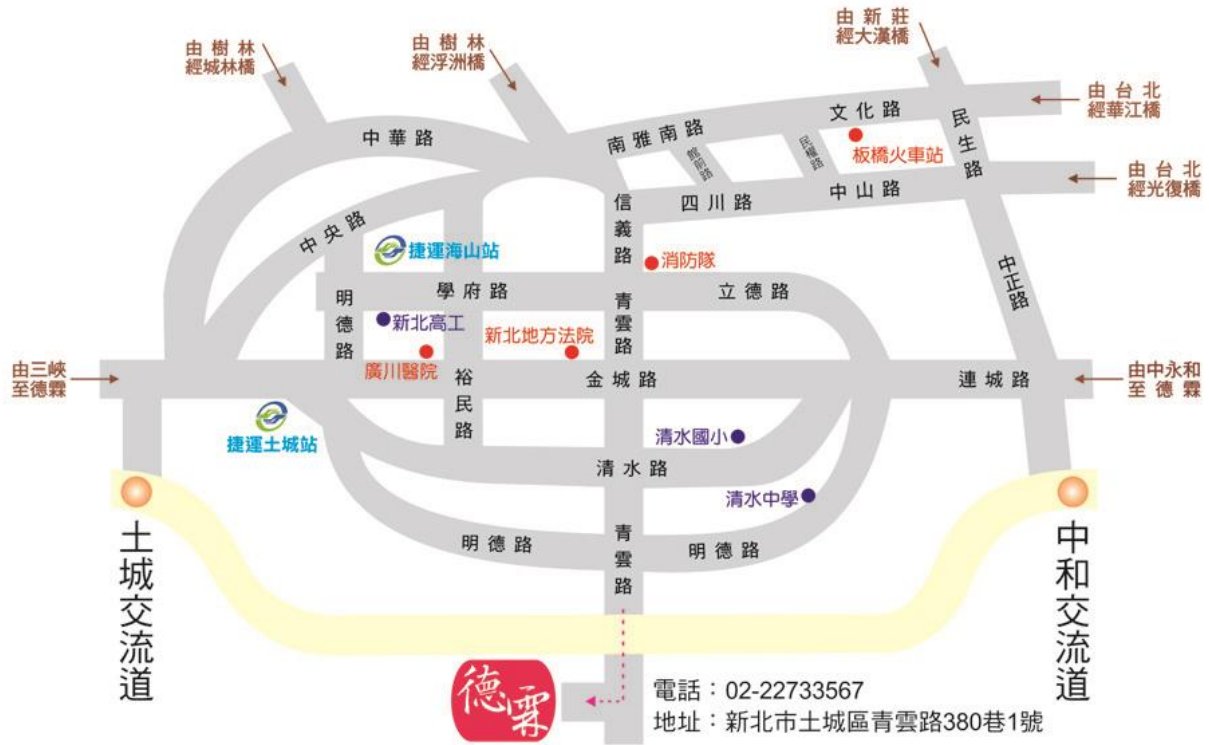 由新莊
經大漢橋
由樹林
經城林橋
由樹林
經浮洲橋
由台北
經華江橋
文化路
南雅南路
中華路
民生路
館前路
民權路
板橋火車站
由台北
經光復橋
中山路
四川路
信義路
中央路
捷運海山站
消防隊
中正路
學府路
立德路
明德路
青雲路
新北高工
新北地方法院
廣川醫院
由三峽
至德霖
金城路
連城路
由中永和
至德霖
裕民路
捷運土城站
清水國小
清水路
清水中學
明德路
青雲路
明德路
土城交流道
中和交流道
德霖
電話：02-22733567
地址：新北市土城區青雲路380巷1號